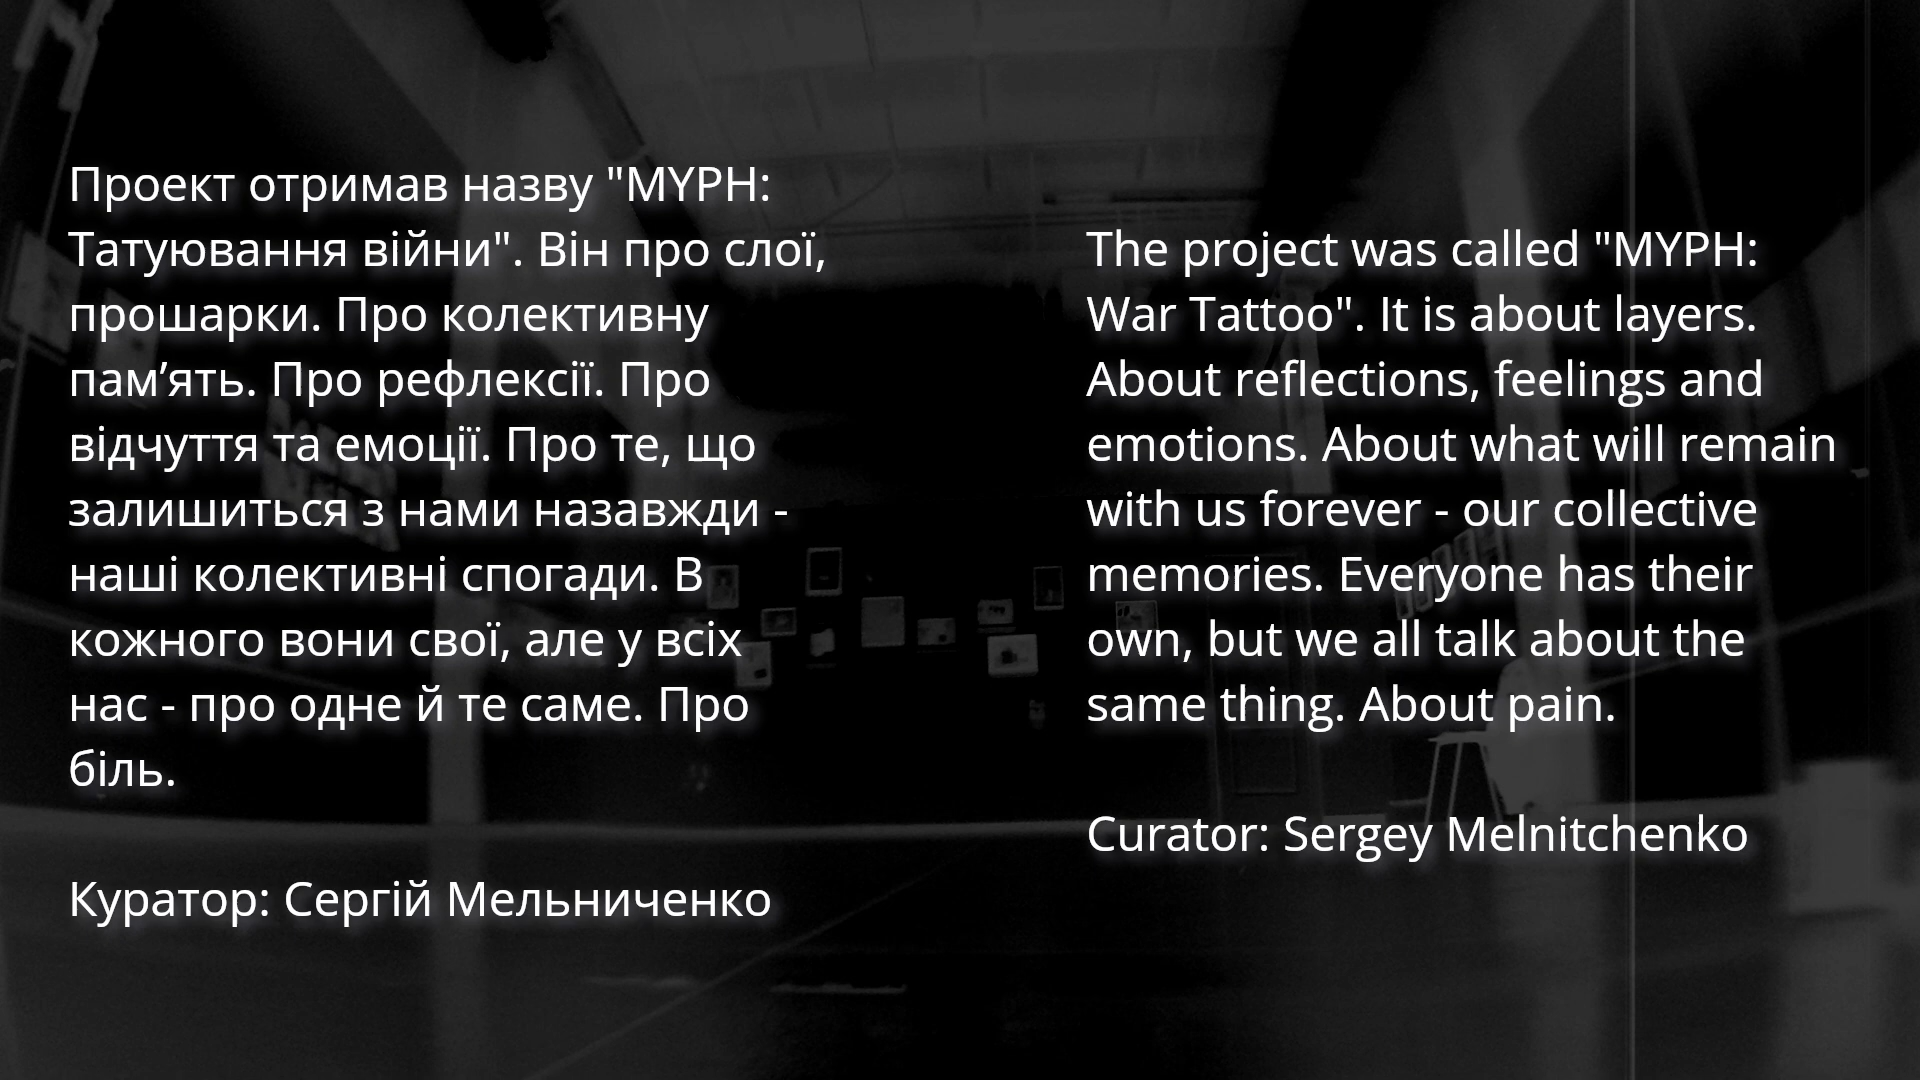 Проект отримав назву "MYPH:
Татуювання війни". Він про слої,
прошарки. Про колективну
пам’ять. Про рефлексії. Про
відчуття та емоції. Про те, що
залишиться з нами назавжди -
наші колективні спогади. В
кожного вони свої, але у всіх
нас - про одне й те саме. Про
біль.
Куратор: Сергій Мельниченко
The project was called "MYPH:
War Tattoo". It is about layers.
About reflections, feelings and
emotions. About what will remain
with us forever - our collective
memories. Everyone has their
own, but we all talk about the
same thing. About pain.
Curator: Sergey Melnitchenko